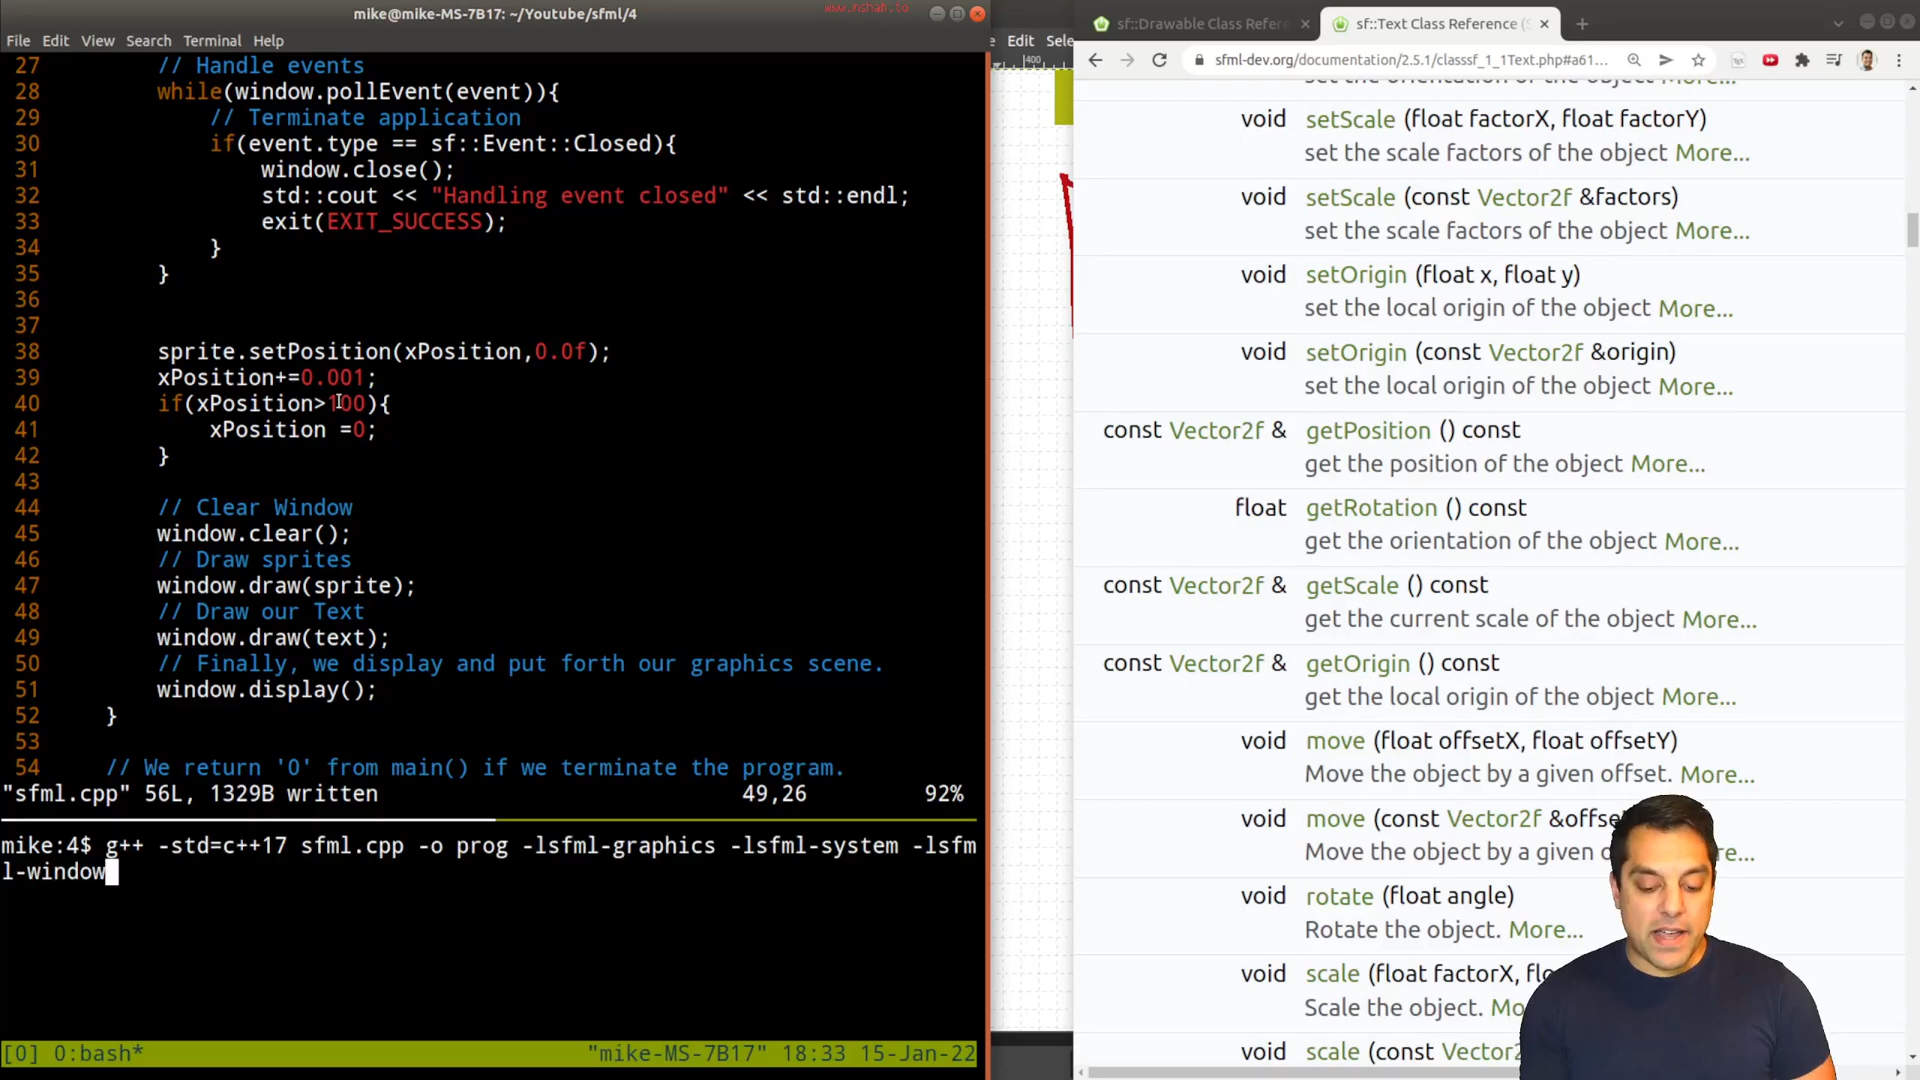 mike@mike-MS-7B17: ~/Youtube/sfml/4
File Edit View Search Terminal Help
27 // Handle events
28 while(window.pollEvent(event)){
29 // Terminate application
30 if(event.type == sf::Event::Closed){
31 window.close();
32 std::cout << "Handling event closed" << std::endl;
33 exit(EXIT_SUCCESS);
34 }
35 }
36
37
38 sprite.setPosition(xPosition,0.0f);
39 xPosition+=0.001;
40 if(xPosition>100){
41 xPosition =0;
42 }
43
44 // Clear Window
45 window.clear();
46 // Draw sprites
47 window.draw(sprite);
48 // Draw our Text
49 window.draw(text);
50 // Finally, we display and put forth our graphics scene.
51 window.display();
52 }
53
54 // We return '0' from main() if we terminate the program.
"sfml.cpp" 56L, 1329B written 49,26 92%
mike:4$ g++ -std=c++17 sfml.cpp -o prog -lsfml-graphics -lsfml-system -lsfm
l-window
[0] 0:bash* "mike-MS-7B17" 18:33 15-Jan-22
e Edit Sele
400
sf::Drawable Class Refere
sf::Text Class Reference (
sfml-dev.org/documentation/2.5.1/classsf_1_1Text.php#a61...
void setScale (float factorX, float factorY)
set the scale factors of the object More...
void setScale (const Vector2f &factors)
set the scale factors of the object More...
void setOrigin (float x, float y)
set the local origin of the object More...
void setOrigin (const Vector2f &origin)
set the local origin of the object More...
const Vector2f & getPosition () const
get the position of the object More...
float getRotation () const
get the orientation of the object More...
const Vector2f & getScale () const
get the current scale of the object More...
const Vector2f & getOrigin () const
get the local origin of the object More...
void move (float offsetX, float offsetY)
Move the object by a given offset. More...
void move (const Vector2f &offse
Move the object by a given o re...
void rotate (float angle)
Rotate the object. More...
void scale (float factorX, flo
Scale the object. Mo
void scale (const Vector2